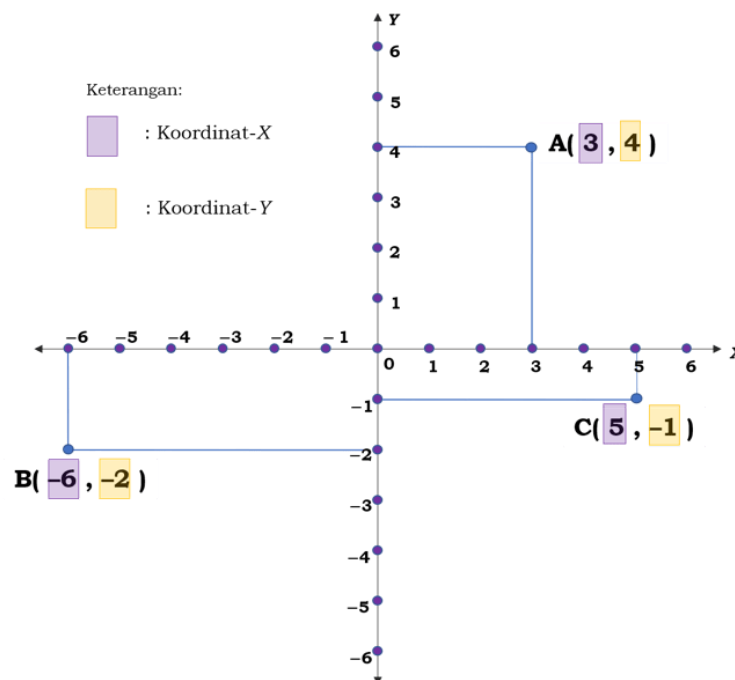 Y
6
5
Keterangan:
: Koordinat-X
A( 3 , 4 )
4
3
: Koordinat-Y
2
1
−6 −5 −4 −3 −2 −1
X
0 1 2 3 4 5 6
−1
C( 5 , −1 )
−2
B( −6 , −2 )
−3
−4
−5
−6